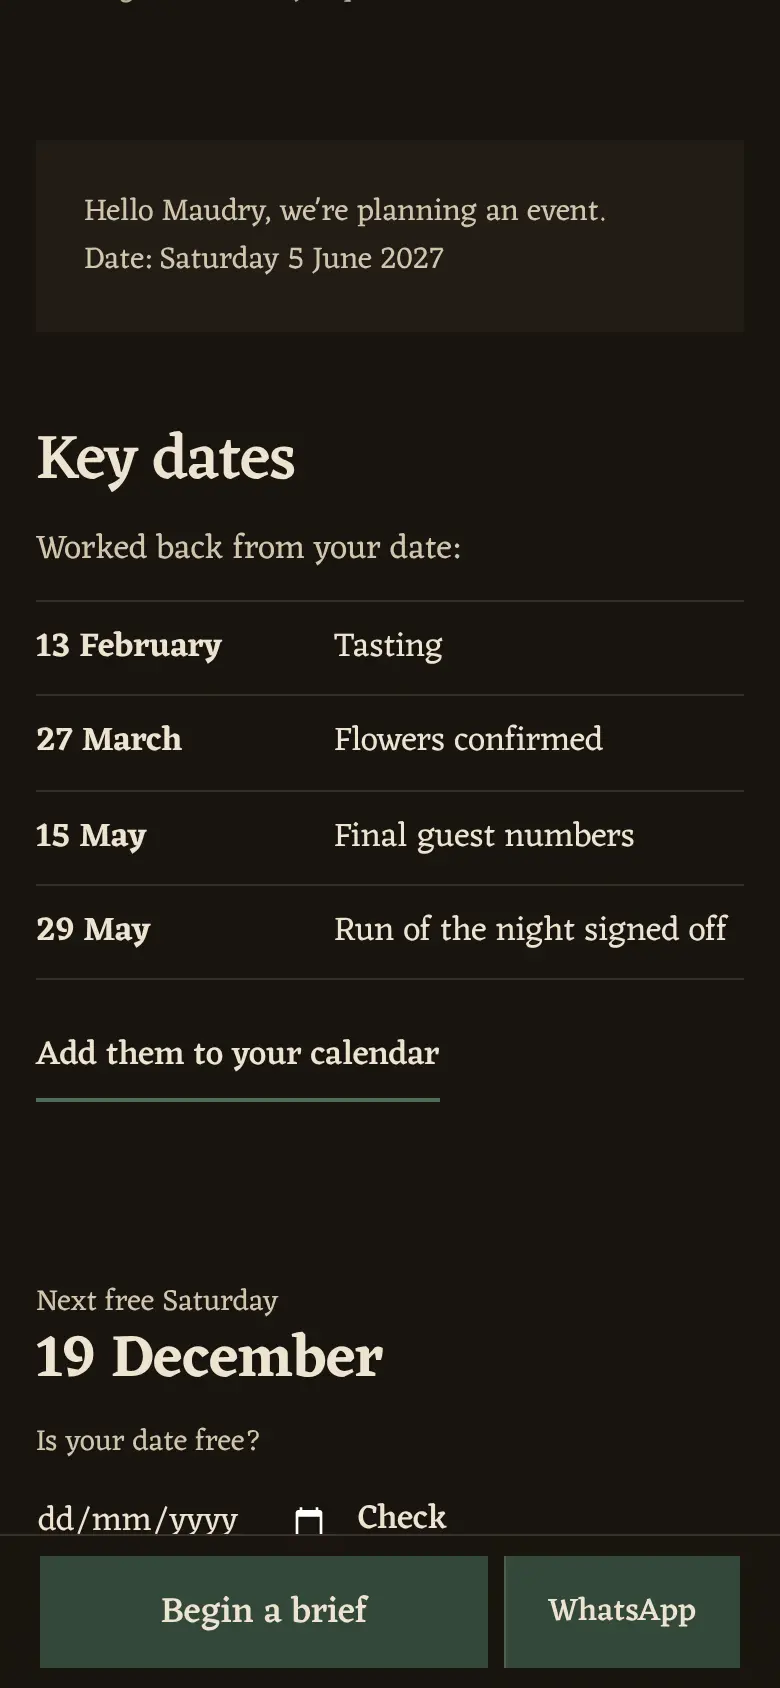 Hello Maudry, we're planning an event.
Date: Saturday 5 June 2027
Key dates
Worked back from your date:
13 February Tasting
27 March Flowers confirmed
15 May Final guest numbers
29 May Run of the night signed off
Add them to your calendar
Next free Saturday
19 December
Is your date free?
dd/mm/yyyy Check
Begin a brief WhatsApp